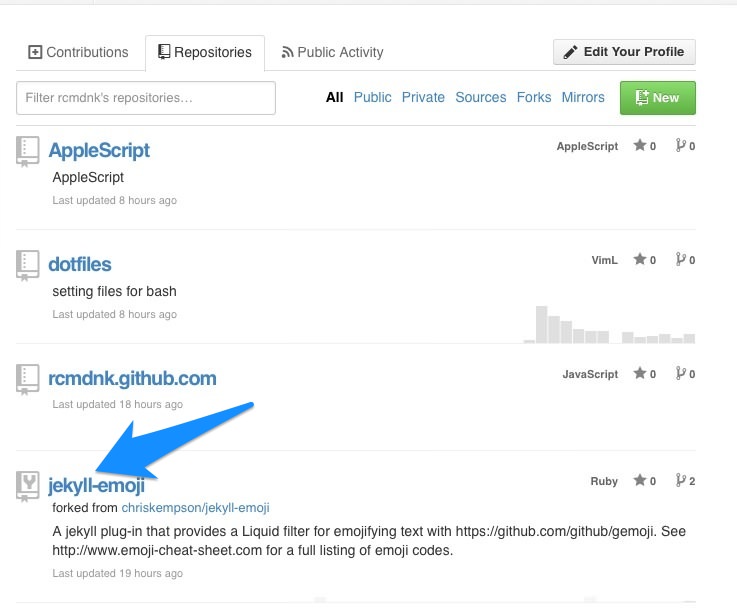 Contributions Repositories Public Activity Edit Your Profile
Filter rcmdnk's repositories... All Public Private Sources Forks Mirrors New
AppleScript AppleScript 0 0
AppleScript
Last updated 8 hours ago
dotfiles VimL 0 0
setting files for bash
Last updated 8 hours ago
rcmdnk.github.com JavaScript 0 0
Last updated 18 hours ago
jekyll-emoji Ruby 0 2
forked from chriskempson/jekyll-emoji
A jekyll plug-in that provides a Liquid filter for emojifying text with https://github.com/github/gemoji. See
http://www.emoji-cheat-sheet.com for a full listing of emoji codes.
Last updated 19 hours ago